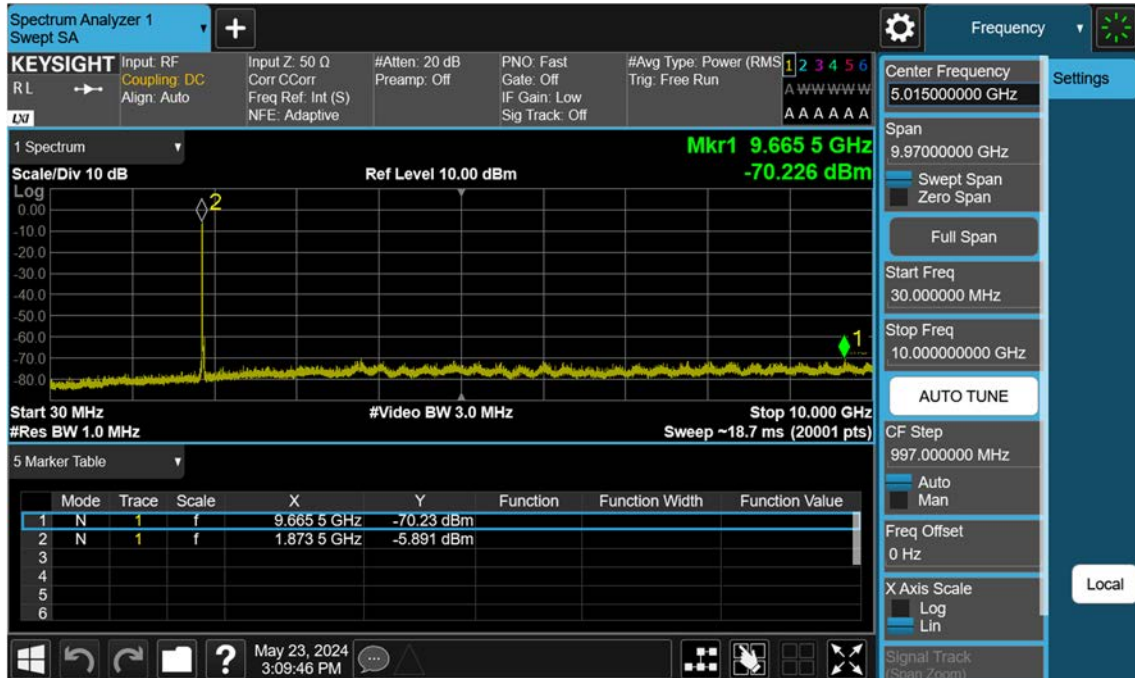 Spectrum Analyzer 1
Swept SA
+
Frequency
KEYSIGHT
R L
LXI
Input: RF
Coupling: DC
Align: Auto
Input Z: 50 Ω
Corr CCorr
Freq Ref: Int (S)
NFE: Adaptive
#Atten: 20 dB
Preamp: Off
PNO: Fast
Gate: Off
IF Gain: Low
Sig Track: Off
#Avg Type: Power (RMS
Trig: Free Run
1 2 3 4 5 6
A W W W W W
A A A A A A
1 Spectrum
Mkr1 9.665 5 GHz
-70.226 dBm
Scale/Div 10 dB
Ref Level 10.00 dBm
Log
0.00
-10.0
-20.0
-30.0
-40.0
-50.0
-60.0
-70.0
-80.0
2
1
Start 30 MHz
#Video BW 3.0 MHz
Stop 10.000 GHz
#Res BW 1.0 MHz
Sweep ~18.7 ms (20001 pts)
5 Marker Table
Mode Trace Scale X Y Function Function Width Function Value
1 N 1 f 9.665 5 GHz -70.23 dBm
2 N 1 f 1.873 5 GHz -5.891 dBm
3
4
5
6
May 23, 2024
3:09:46 PM
?
Center Frequency
5.015000000 GHz
Span
9.97000000 GHz
Swept Span
Zero Span
Full Span
Start Freq
30.000000 MHz
Stop Freq
10.000000000 GHz
AUTO TUNE
CF Step
997.000000 MHz
Auto
Man
Freq Offset
0 Hz
X Axis Scale
Log
Lin
Signal Track
(Span Zoom)
Settings
Local